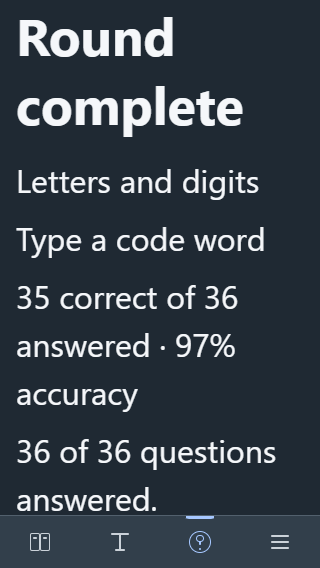 Round
complete
Letters and digits
Type a code word
35 correct of 36
answered · 97%
accuracy
36 of 36 questions
answered.